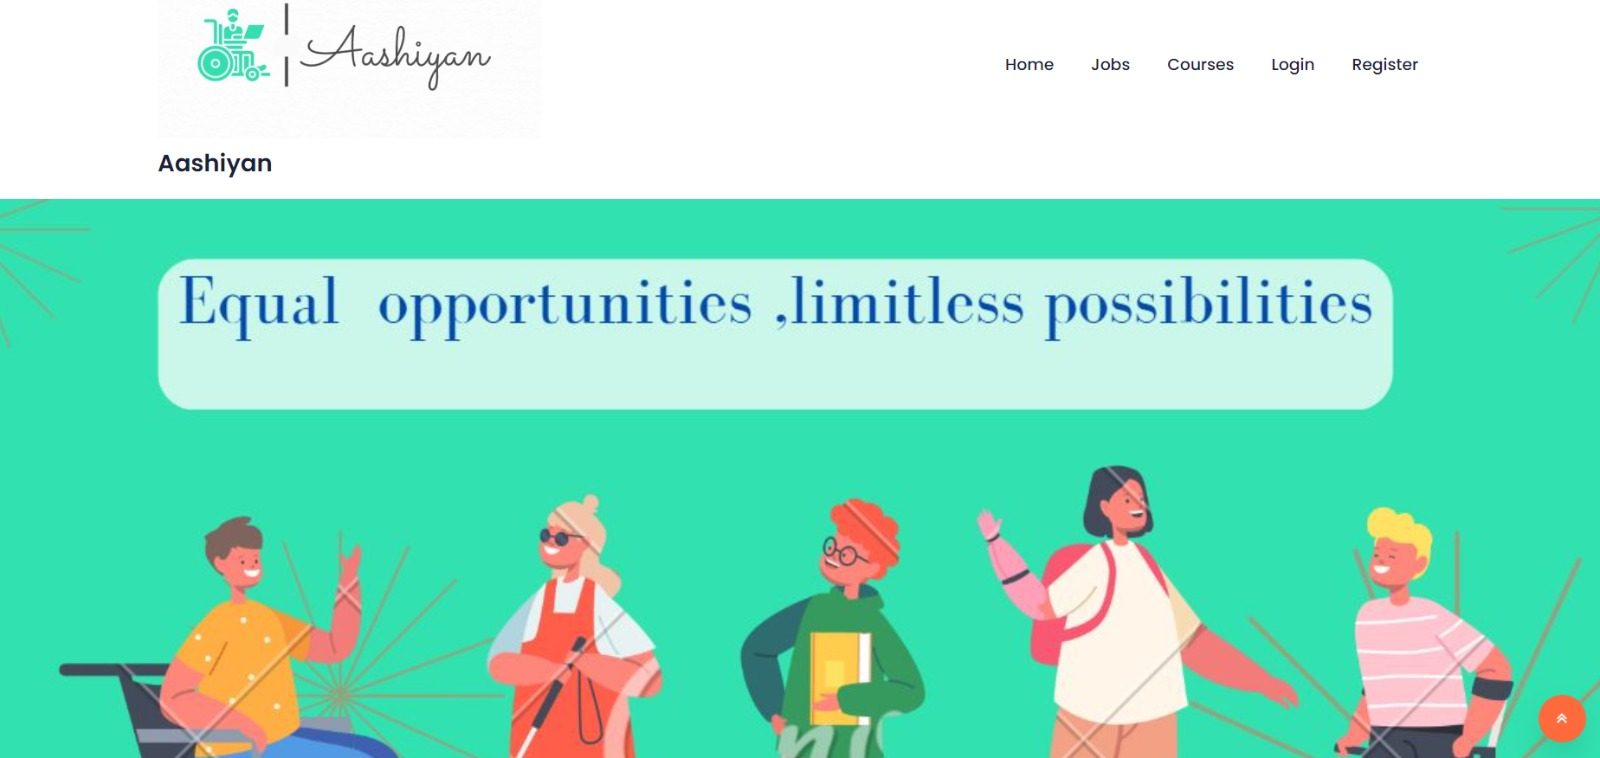 Aashiyan
Home Jobs Courses Login Register
Aashiyan
Equal opportunities ,limitless possibilities